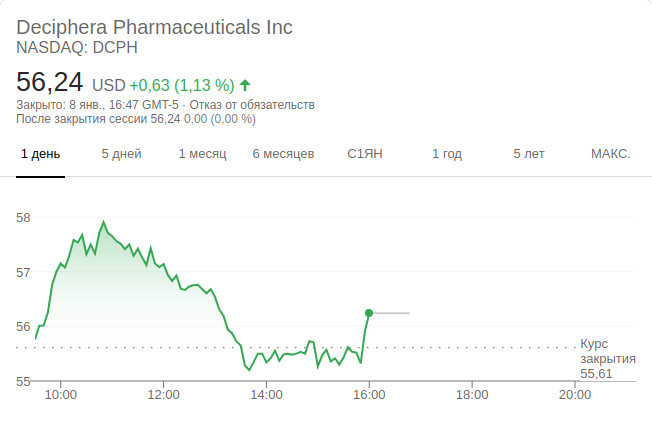 Deciphera Pharmaceuticals Inc
NASDAQ: DCPH
56,24 USD +0,63 (1,13 %)
Закрыто: 8 янв., 16:47 GMT-5 · Отказ от обязательств
После закрытия сессии 56,24 0,00 (0,00 %)
1 день 5 дней 1 месяц 6 месяцев С1ЯН 1 год 5 лет МАКС.
58
57
56
Курс
закрытия
55,61
55
10:00 12:00 14:00 16:00 18:00 20:00